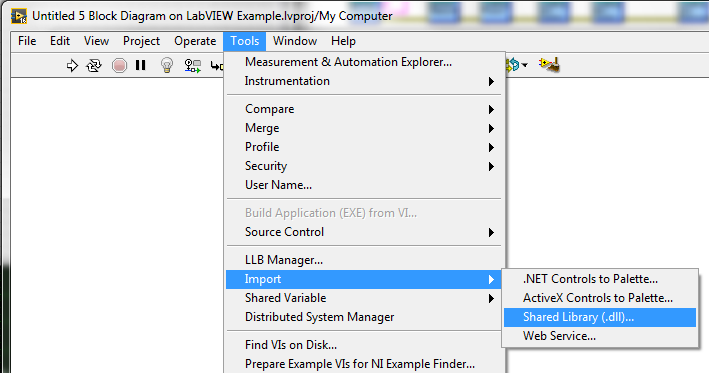 Untitled 5 Block Diagram on LabVIEW Example.lvproj/My Computer
File Edit View Project Operate Tools Window Help
Measurement & Automation Explorer...
Instrumentation
Compare
Merge
Profile
Security
User Name...
Build Application (EXE) from VI...
Source Control
LLB Manager...
Import
.NET Controls to Palette...
Shared Variable
ActiveX Controls to Palette...
Distributed System Manager
Shared Library (.dll)...
Web Service...
Find VIs on Disk...
Prepare Example VIs for NI Example Finder...